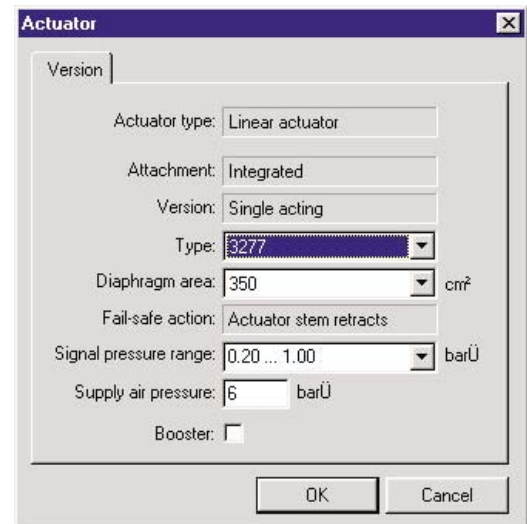 Actuator
Version
Actuator type: Linear actuator
Attachment: Integrated
Version: Single acting
Type: 3277
Diaphragm area: 350 cm²
Fail-safe action: Actuator stem retracts
Signal pressure range: 0.20 ... 1.00 barÜ
Supply air pressure: 6 barÜ
Booster:
OK Cancel